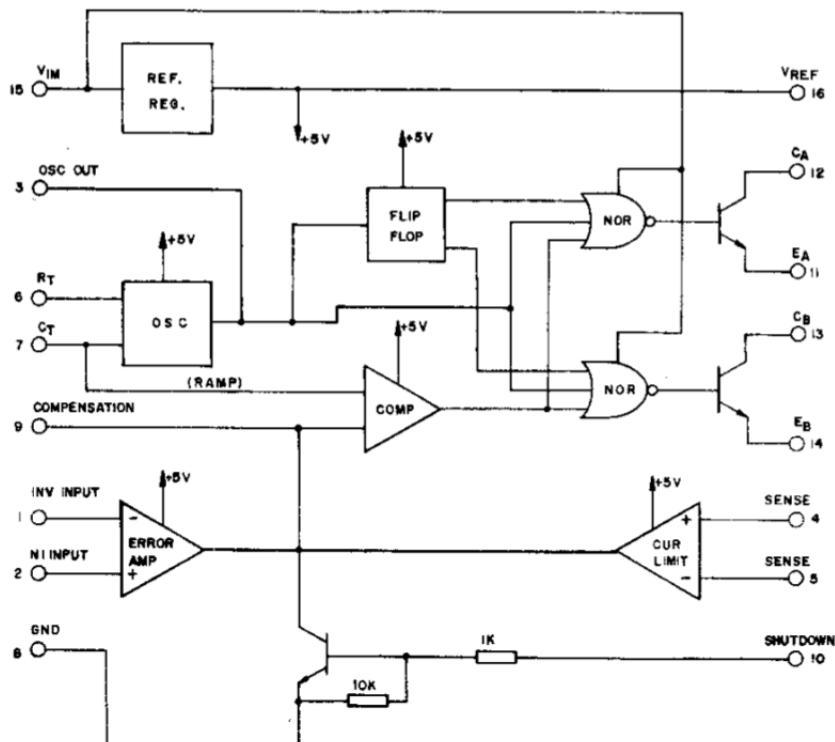 VIM
15
REF.
REG.
VREF
16
+5V
OSC OUT
3
+5V
CA
12
FLIP
FLOP
NOR
+5V
EA
11
RT
6
OSC
CT
7
+5V
CB
13
(RAMP)
COMP
NOR
COMPENSATION
9
EB
14
INV INPUT
1
+5V
+5V
SENSE
4
-
ERROR
AMP
+
+
CUR
LIMIT
-
NI INPUT
2
SENSE
5
GND
8
1K
SHUTDOWN
10
10K